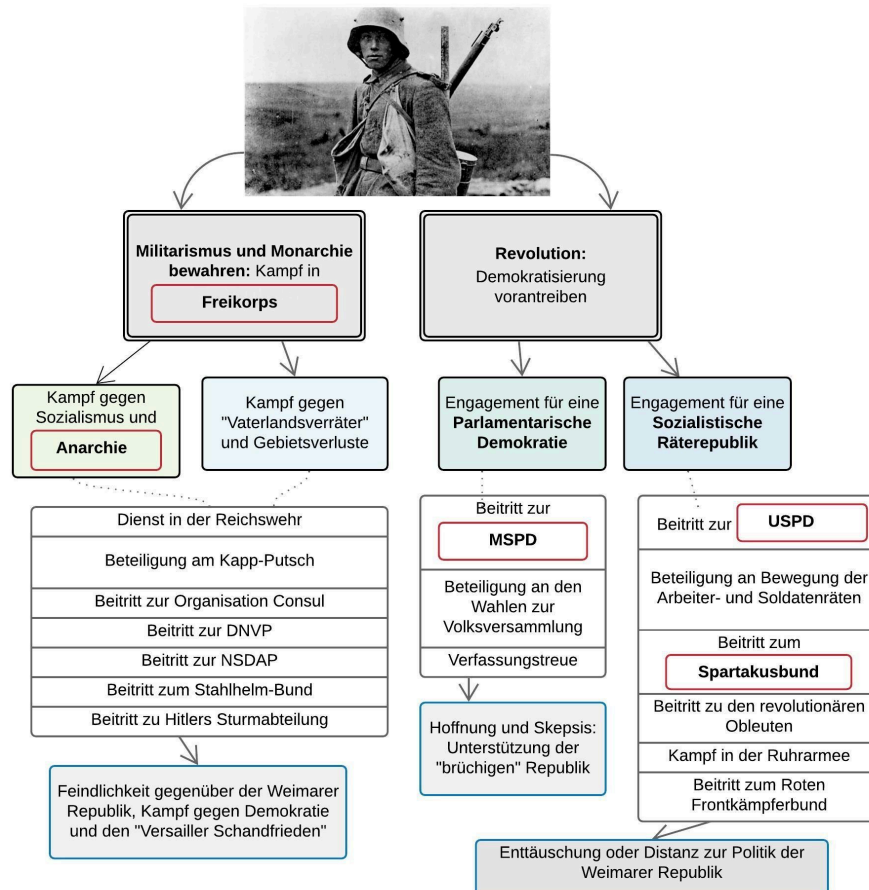 Militarismus und Monarchie
bewahren: Kampf in
Freikorps
Revolution:
Demokratisierung
vorantreiben
Kampf gegen
Sozialismus und
Anarchie
Kampf gegen
"Vaterlandsverräter"
und Gebietsverluste
Engagement für eine
Parlamentarische
Demokratie
Engagement für eine
Sozialistische
Räterepublik
Dienst in der Reichswehr
Beteiligung am Kapp-Putsch
Beitritt zur Organisation Consul
Beitritt zur DNVP
Beitritt zur NSDAP
Beitritt zum Stahlhelm-Bund
Beitritt zu Hitlers Sturmabteilung
Beitritt zur
MSPD
Beteiligung an den
Wahlen zur
Volksversammlung
Verfassungstreue
Beitritt zur USPD
Beteiligung an Bewegung der
Arbeiter- und Soldatenräten
Beitritt zum
Spartakusbund
Beitritt zu den revolutionären
Obleuten
Kampf in der Ruhrarmee
Beitritt zum Roten
Frontkämpferbund
Feindlichkeit gegenüber der Weimarer
Republik, Kampf gegen Demokratie
und den "Versailler Schandfrieden"
Hoffnung und Skepsis:
Unterstützung der
"brüchigen" Republik
Enttäuschung oder Distanz zur Politik der
Weimarer Republik